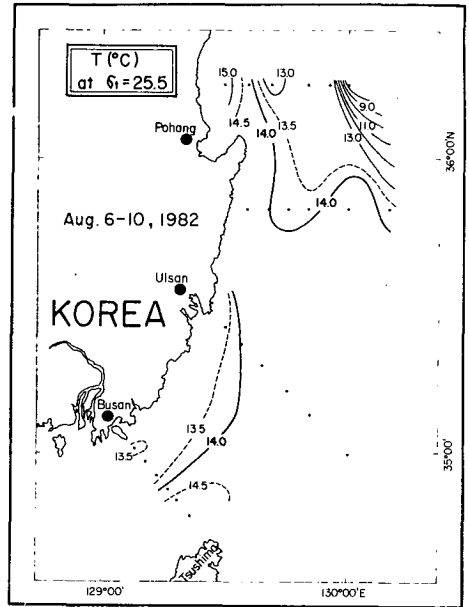 T (°C)
at σt = 25.5
15.0
13.0
14.5
14.0
13.5
9.0
11.0
13.0
Pohang
36°00'N
14.0
Aug. 6-10, 1982
Ulsan
KOREA
Busan
13.5
14.0
13.5
35°00'
14.5
Tsushima
129°00'
130°00'E